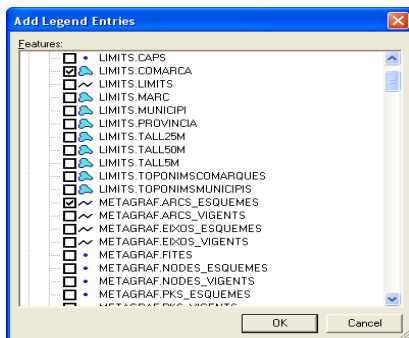 Add Legend Entries
Features:
LIMITS.CAPS
LIMITS.COMARCA
LIMITS.LIMITS
LIMITS.MARC
LIMITS.MUNICIPI
LIMITS.PROVINCIA
LIMITS.TALL25M
LIMITS.TALL50M
LIMITS.TALL5M
LIMITS.TOPONIMSCOMARQUES
LIMITS.TOPONIMSMUNICIPIS
METAGRAF.ARCS_ESQUEMES
METAGRAF.ARCS_VIGENTS
METAGRAF.EIXOS_ESQUEMES
METAGRAF.EIXOS_VIGENTS
METAGRAF.FITES
METAGRAF.NODES_ESQUEMES
METAGRAF.NODES_VIGENTS
METAGRAF.PKS_ESQUEMES
METAGRAF.PKS_VIGENTS
OK
Cancel